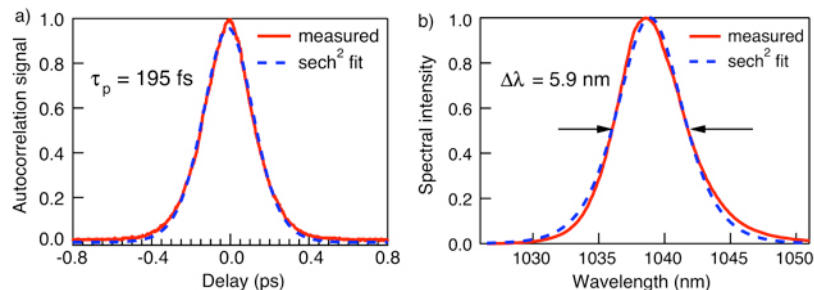 a)
Autocorrelation signal
1.0
0.8
0.6
0.4
0.2
0.0
τp = 195 fs
measured
sech² fit
-0.8 -0.4 0.0 0.4 0.8
Delay (ps)
b)
Spectral intensity
1.0
0.8
0.6
0.4
0.2
0.0
Δλ = 5.9 nm
measured
sech² fit
1030 1035 1040 1045 1050
Wavelength (nm)